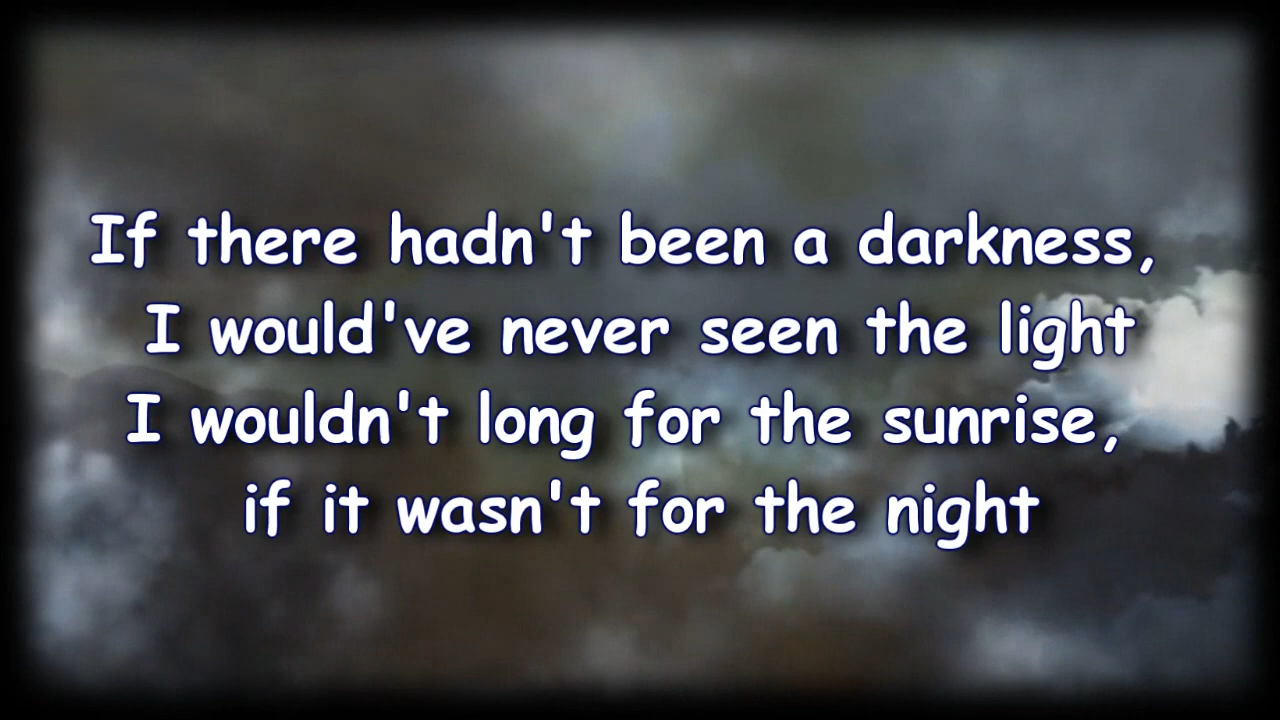 If there hadn't been a darkness,
I would've never seen the light
I wouldn't long for the sunrise,
if it wasn't for the night